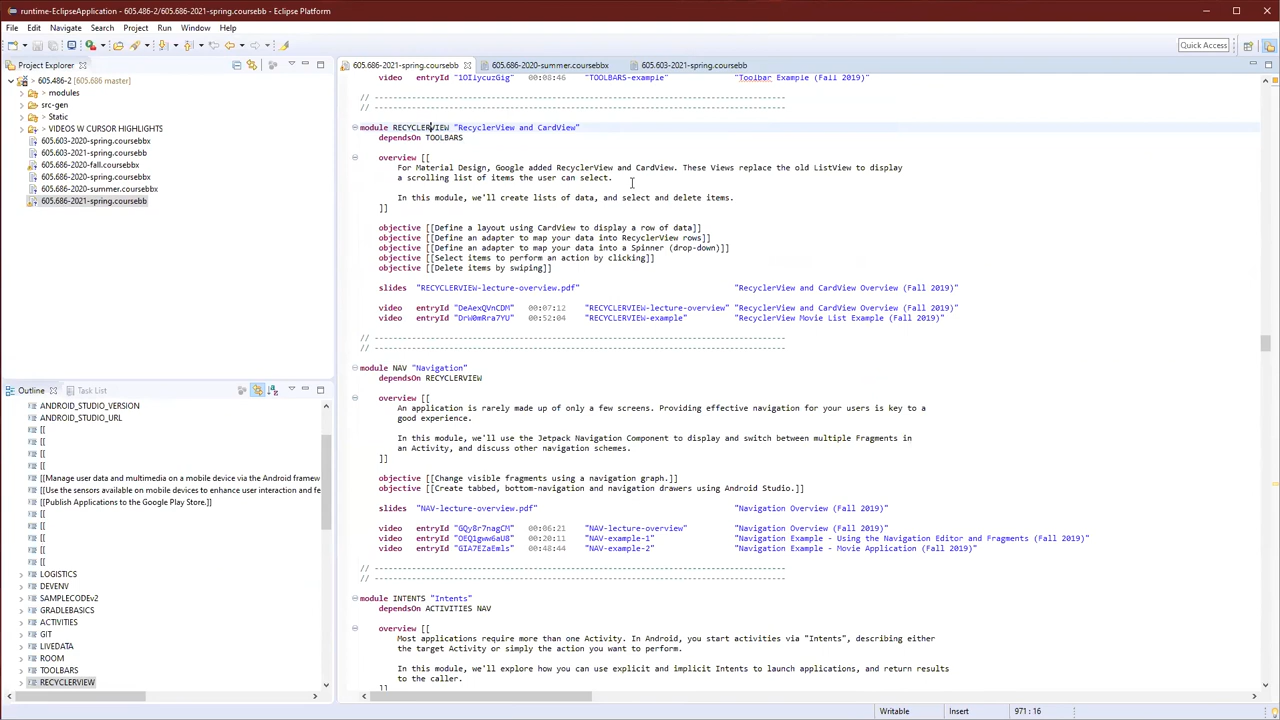 runtime-EclipseApplication - 605.486-2/605.686-2021-spring.coursebb - Eclipse Platform
File Edit Navigate Search Project Run Window Help
Quick Access
Project Explorer
605.486-2 [605.686 master]
> modules
src-gen
> Static
> VIDEOS W CURSOR HIGHLIGHTS
605.603-2020-spring.coursebbx
605.603-2021-spring.coursebb
605.686-2020-fall.coursebbx
605.686-2020-spring.coursebbx
605.686-2020-summer.coursebbx
605.686-2021-spring.coursebb
Outline Task List
ANDROID_STUDIO_VERSION
ANDROID_STUDIO_URL
[[
[[
[[
[[
[[Manage user data and multimedia on a mobile device via the Android framew
[[Use the sensors available on mobile devices to enhance user interaction and fe
[[Publish Applications to the Google Play Store.]]
[[
[[
[[
[[
[[
LOGISTICS
DEVENV
SAMPLECODEv2
GRADLEBASICS
ACTIVITIES
GIT
LIVEDATA
ROOM
TOOLBARS
RECYCLERVIEW
605.686-2021-spring.coursebb 605.686-2020-summer.coursebbx 605.603-2021-spring.coursebb
video entryId "1OIlycuzGig" 00:08:46 "TOOLBARS-example" "Toolbar Example (Fall 2019)"
// ---------------------------------------------------------------------------------------
// ---------------------------------------------------------------------------------------
module RECYCLERVIEW "RecyclerView and CardView"
dependsOn TOOLBARS
overview [[
For Material Design, Google added RecyclerView and CardView. These Views replace the old ListView to display
a scrolling list of items the user can select.
In this module, we'll create lists of data, and select and delete items.
]]
objective [[Define a layout using CardView to display a row of data]]
objective [[Define an adapter to map your data into RecyclerView rows]]
objective [[Define an adapter to map your data into a Spinner (drop-down)]]
objective [[Select items to perform an action by clicking]]
objective [[Delete items by swiping]]
slides "RECYCLERVIEW-lecture-overview.pdf" "RecyclerView and CardView Overview (Fall 2019)"
video entryId "DeAexQVnCDM" 00:07:12 "RECYCLERVIEW-lecture-overview" "RecyclerView and CardView Overview (Fall 2019)"
video entryId "DrW0mRra7YU" 00:52:04 "RECYCLERVIEW-example" "RecyclerView Movie List Example (Fall 2019)"
// ---------------------------------------------------------------------------------------
// ---------------------------------------------------------------------------------------
module NAV "Navigation"
dependsOn RECYCLERVIEW
overview [[
An application is rarely made up of only a few screens. Providing effective navigation for your users is key to a
good experience.
In this module, we'll use the Jetpack Navigation Component to display and switch between multiple Fragments in
an Activity, and discuss other navigation schemes.
]]
objective [[Change visible fragments using a navigation graph.]]
objective [[Create tabbed, bottom-navigation and navigation drawers using Android Studio.]]
slides "NAV-lecture-overview.pdf" "Navigation Overview (Fall 2019)"
video entryId "GQy8r7nagCM" 00:06:21 "NAV-lecture-overview" "Navigation Overview (Fall 2019)"
video entryId "OEQ1gww6aU8" 00:20:11 "NAV-example-1" "Navigation Example - Using the Navigation Editor and Fragments (Fall 2019)"
video entryId "GIA7EZaEmls" 00:48:44 "NAV-example-2" "Navigation Example - Movie Application (Fall 2019)"
// ---------------------------------------------------------------------------------------
// ---------------------------------------------------------------------------------------
module INTENTS "Intents"
dependsOn ACTIVITIES NAV
overview [[
Most applications require more than one Activity. In Android, you start activities via "Intents", describing either
the target Activity or simply the action you want to perform.
In this module, we'll explore how you can use explicit and implicit Intents to launch applications, and return results
to the caller.
]]
Writable Insert 971 : 16